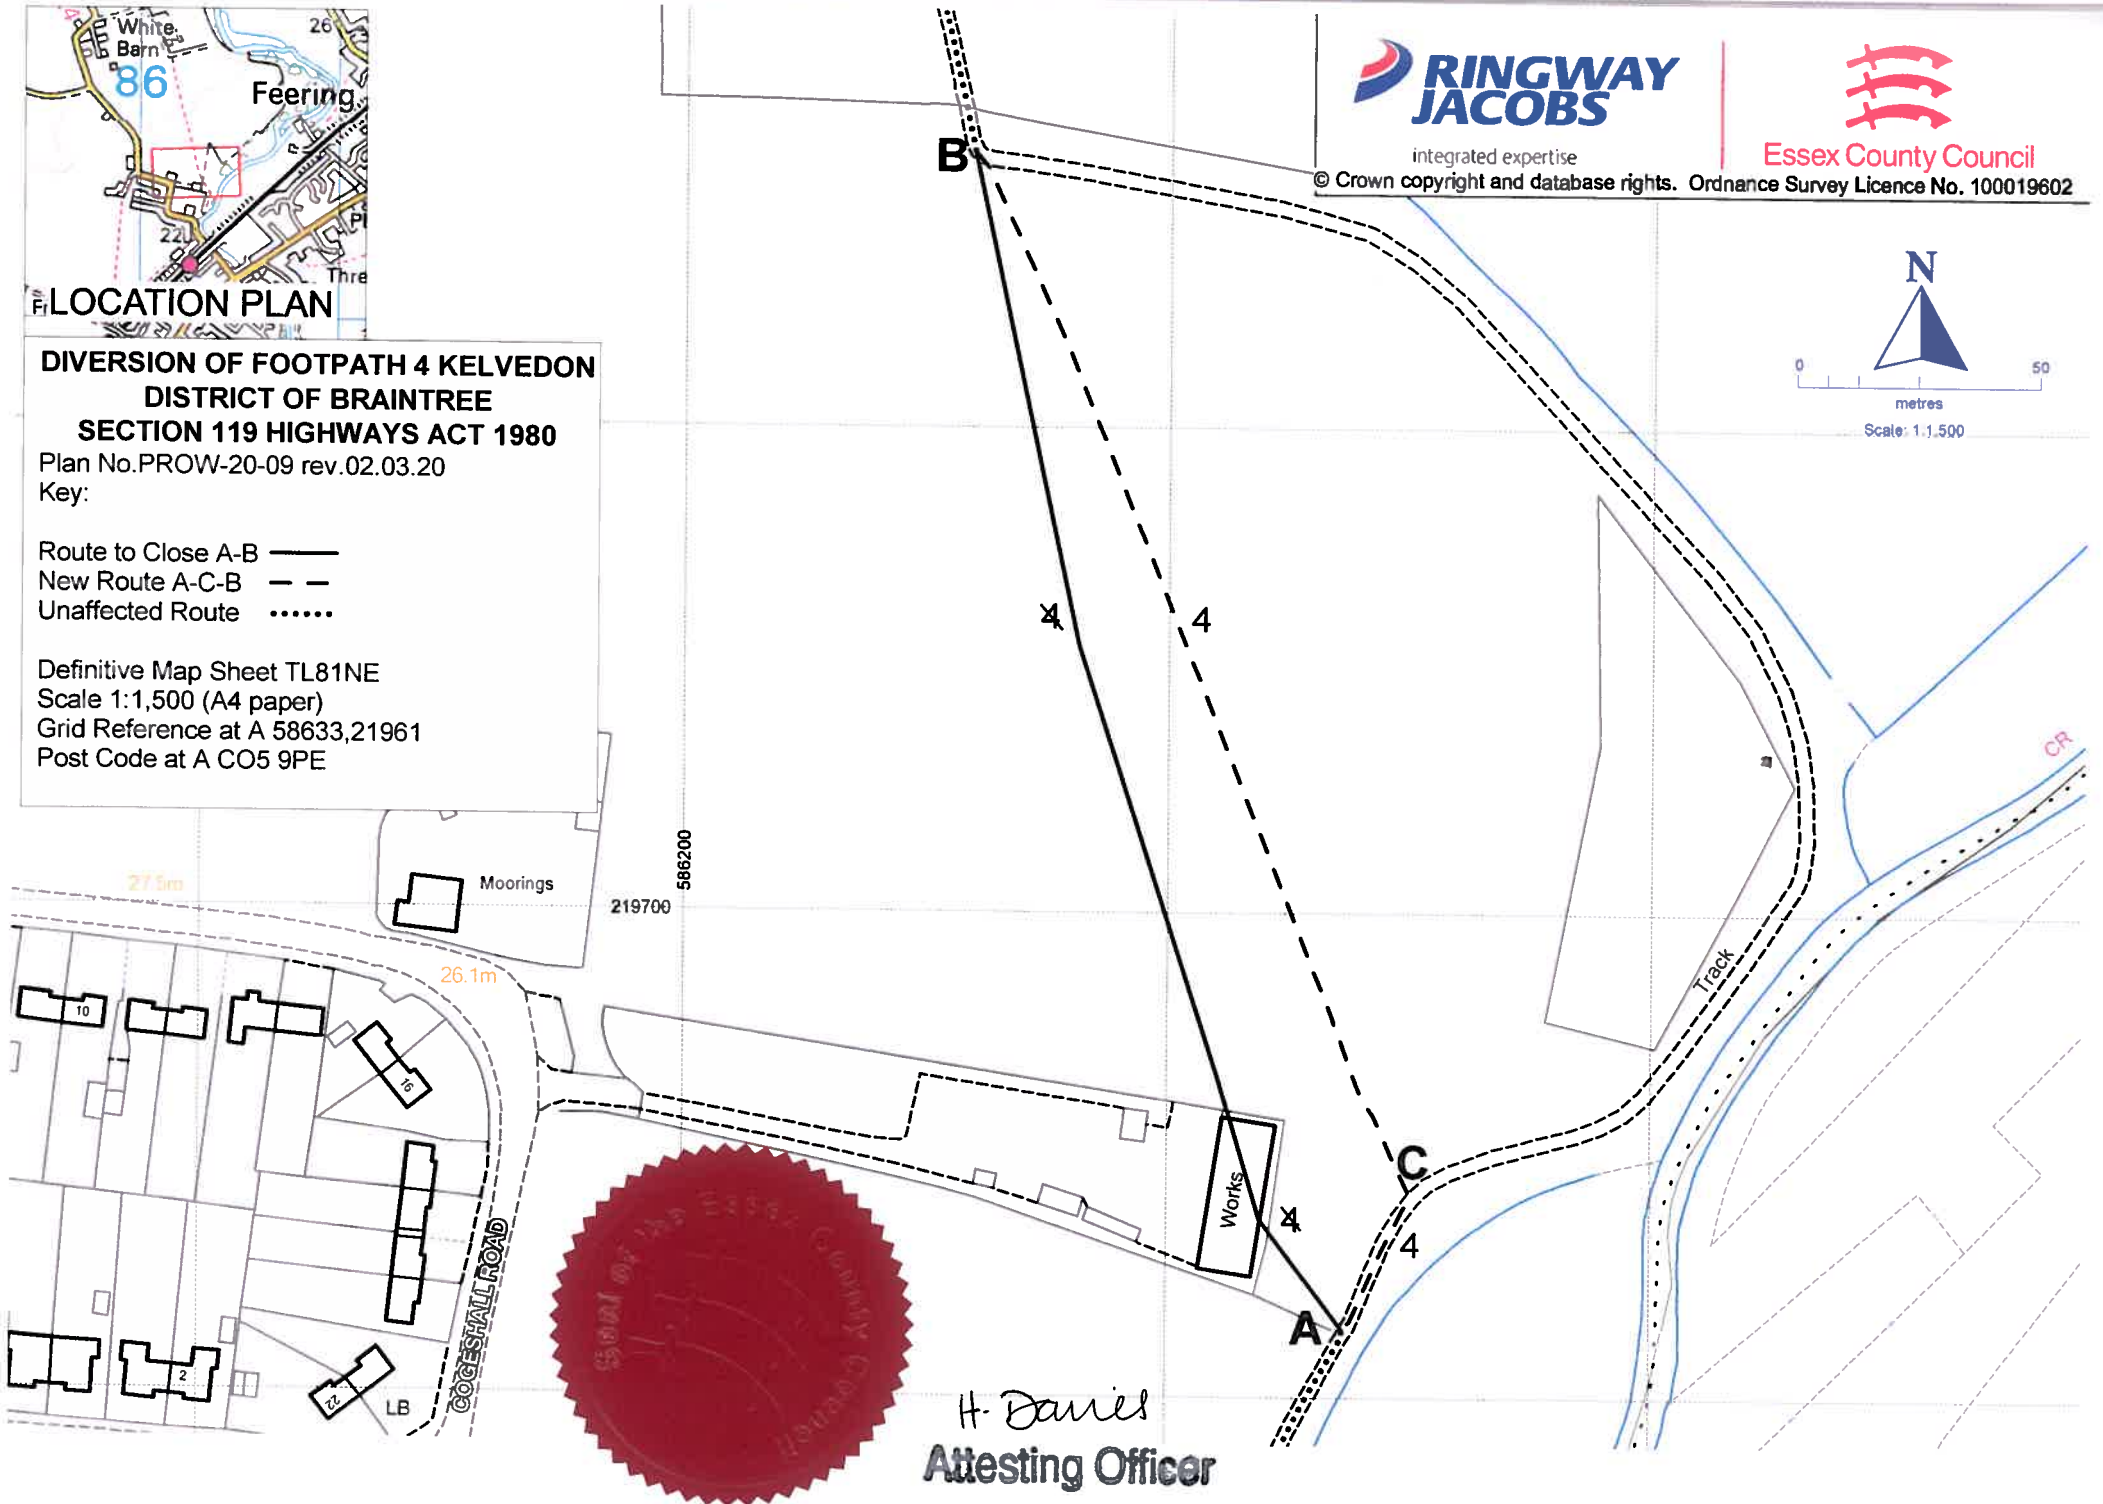 White
Barn
86
26
Feering
22
Pl
Thre
LOCATION PLAN
DIVERSION OF FOOTPATH 4 KELVEDON
DISTRICT OF BRAINTREE
SECTION 119 HIGHWAYS ACT 1980
Plan No.PROW-20-09 rev.02.03.20
Key:
Route to Close A-B
New Route A-C-B
Unaffected Route
Definitive Map Sheet TL81NE
Scale 1:1,500 (A4 paper)
Grid Reference at A 58633,21961
Post Code at A CO5 9PE
RINGWAY
JACOBS
integrated expertise
Essex County Council
© Crown copyright and database rights. Ordnance Survey Licence No. 100019602
N
0 50
metres
Scale: 1:1,500
B
4
4
CR
Track
586200
219700
Moorings
27.5m
26.1m
10
16
C
4
4
Works
A
COGGESHALL ROAD
2
22
LB
H. Davies
Attesting Officer